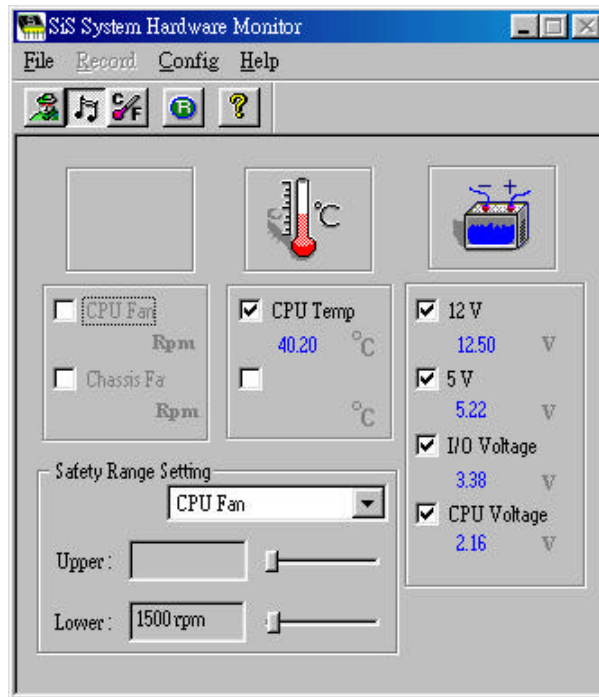 SiS System Hardware Monitor
File Record Config Help
C F R ?
°C
- +
CPU Fan
Rpm
Chassis Fa
Rpm
CPU Temp
40.20 °C
°C
12 V
12.50 V
5 V
5.22 V
I/O Voltage
3.38 V
CPU Voltage
2.16 V
Safety Range Setting
CPU Fan
Upper :
Lower : 1500 rpm